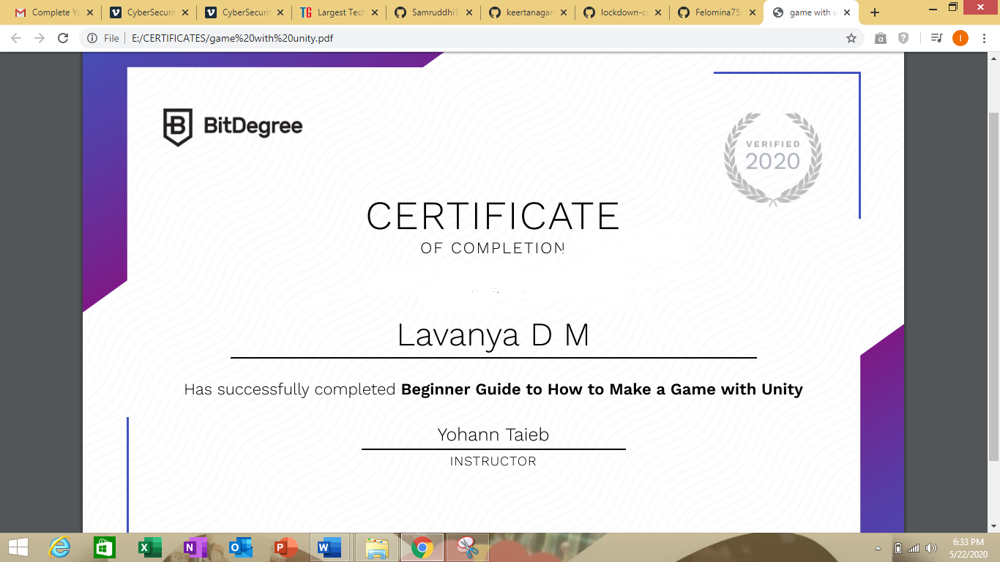 Complete Yo
CyberSecurit
CyberSecurit
TG Largest Tech
Samruddhi1
keertanagan
lockdown-co
Felomina75/
game with u
File E:/CERTIFICATES/game%20with%20unity.pdf
I
B BitDegree
VERIFIED
2020
CERTIFICATE
OF COMPLETION
Lavanya D M
Has successfully completed Beginner Guide to How to Make a Game with Unity
Yohann Taieb
INSTRUCTOR
6:33 PM
5/22/2020